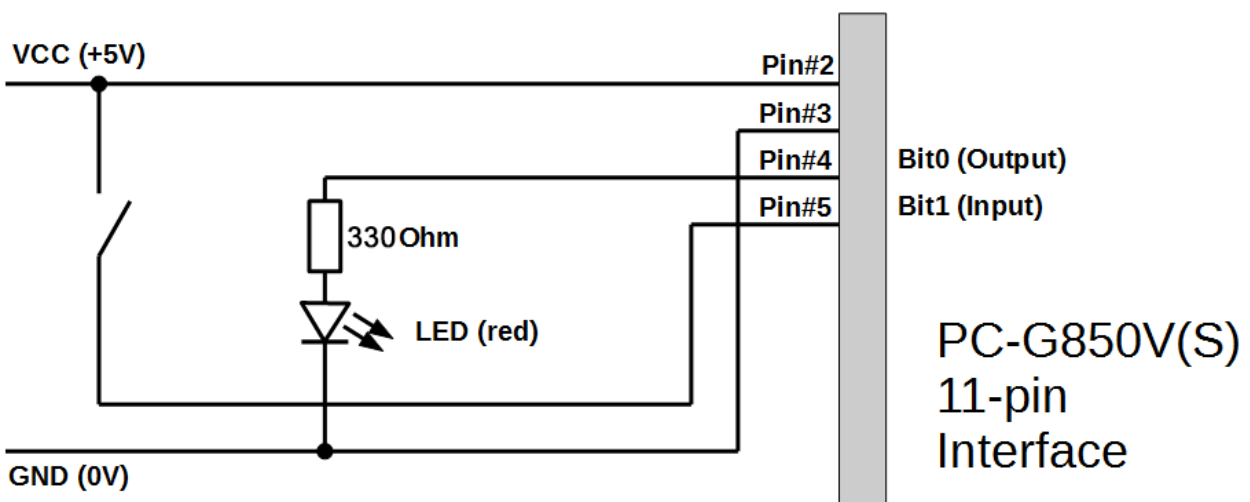 VCC (+5V)
Pin#2
Pin#3
Pin#4
Bit0 (Output)
Pin#5
Bit1 (Input)
330Ohm
LED (red)
PC-G850V(S)
11-pin
Interface
GND (0V)